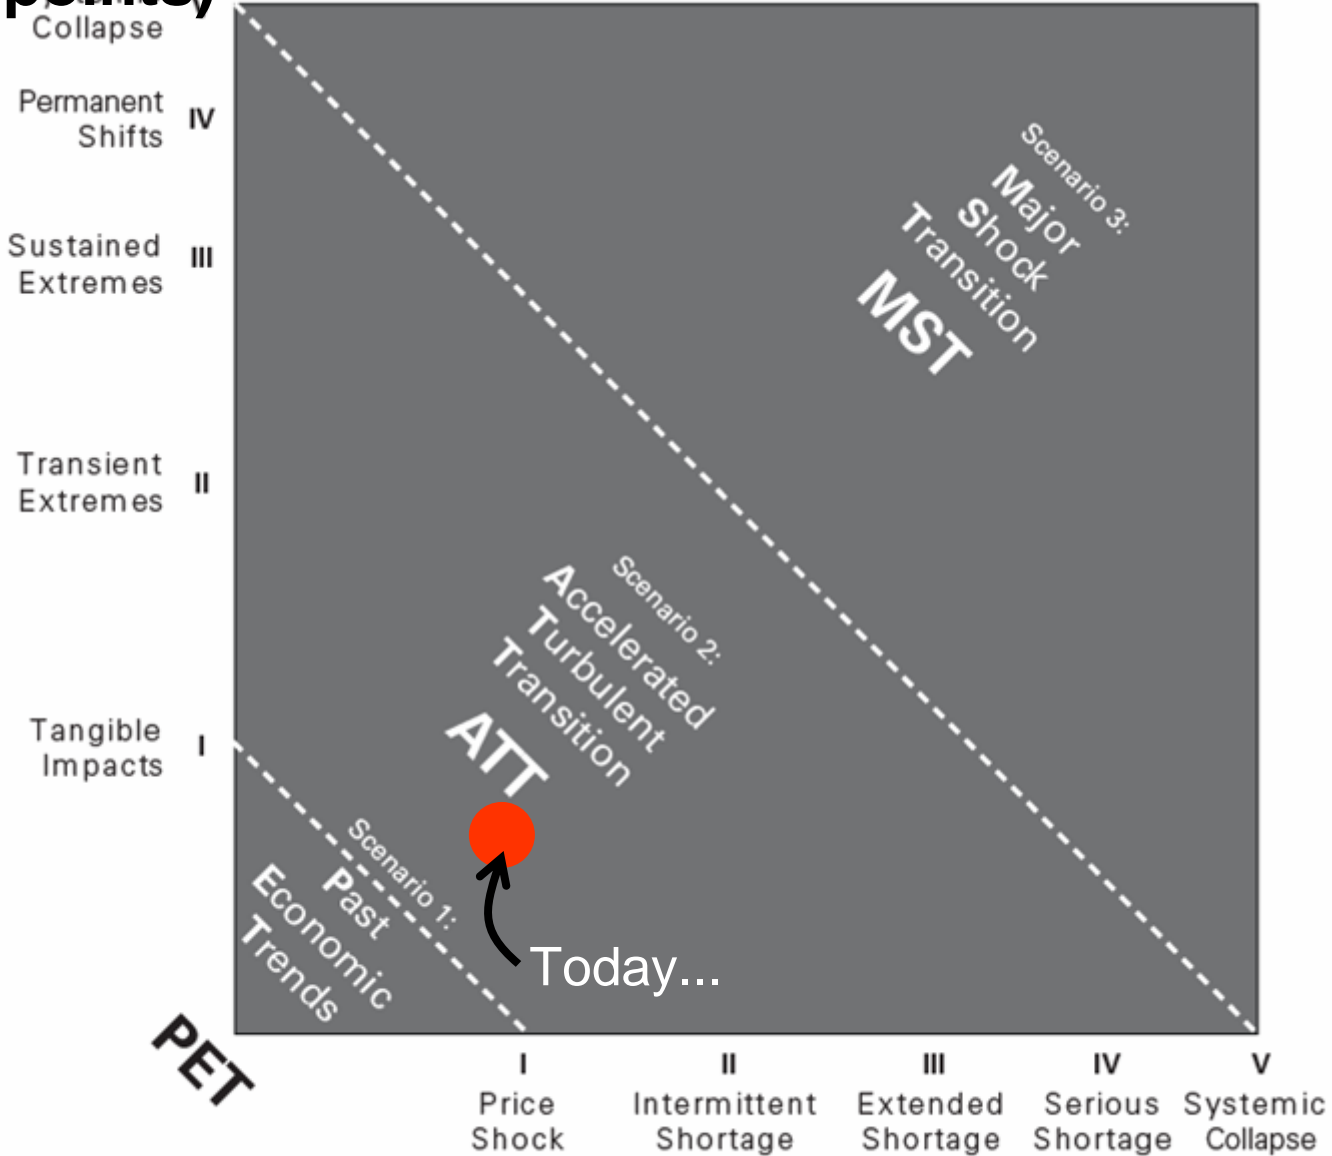 points)
Collapse
Permanent
Shifts
IV
Sustained
Extremes
III
Transient
Extremes
II
Tangible
Impacts
I
Scenario 3:
Major
Shock
Transition
MST
Scenario 2:
Accelerated
Turbulent
Transition
ATT
Scenario 1:
Past
Economic
Trends
PET
Today...
I
Price
Shock
II
Intermittent
Shortage
III
Extended
Shortage
IV
Serious
Shortage
V
Systemic
Collapse